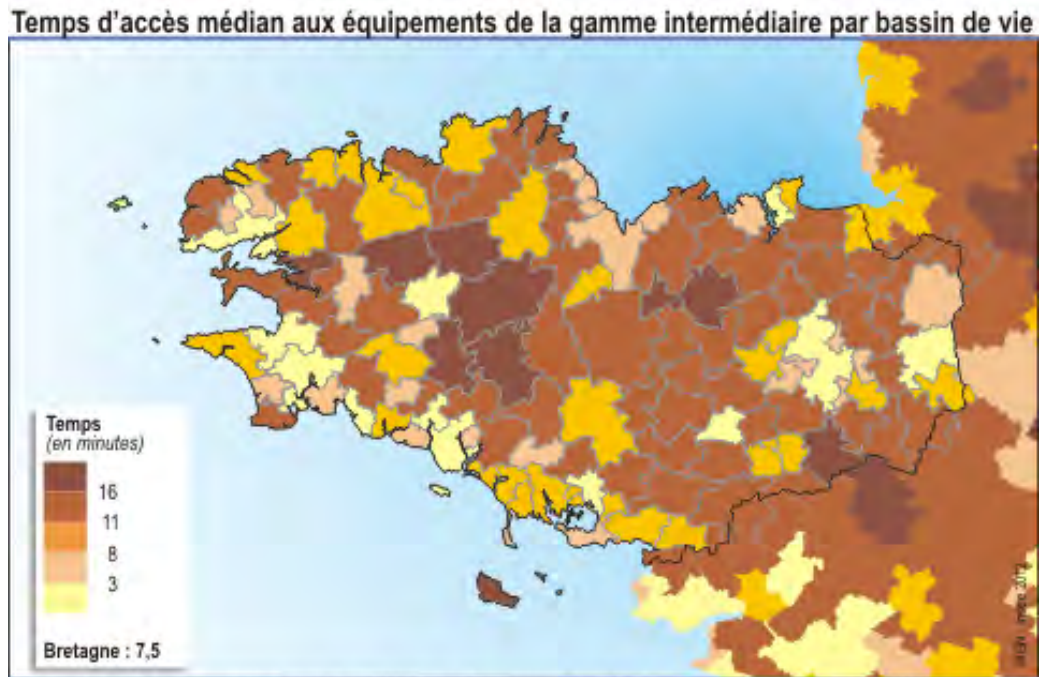 Temps d'accès médian aux équipements de la gamme intermédiaire par bassin de vie
Temps
(en minutes)
16
11
8
3
Bretagne : 7,5